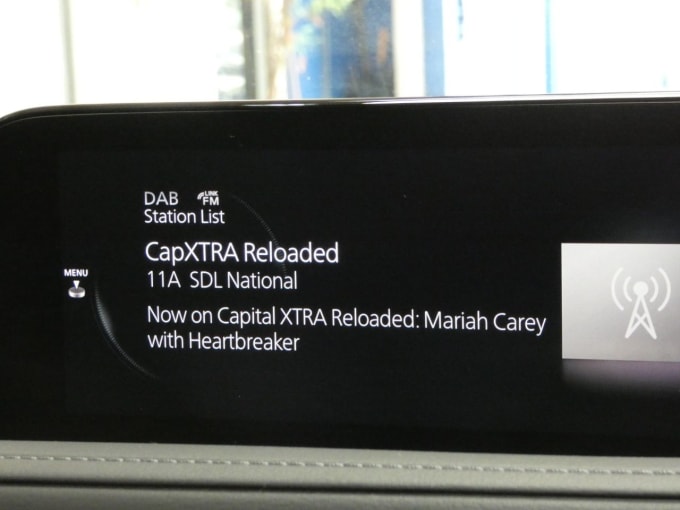 DAB LINK FM
Station List
CapXTRA Reloaded
MENU
11A SDL National
Now on Capital XTRA Reloaded: Mariah Carey
with Heartbreaker